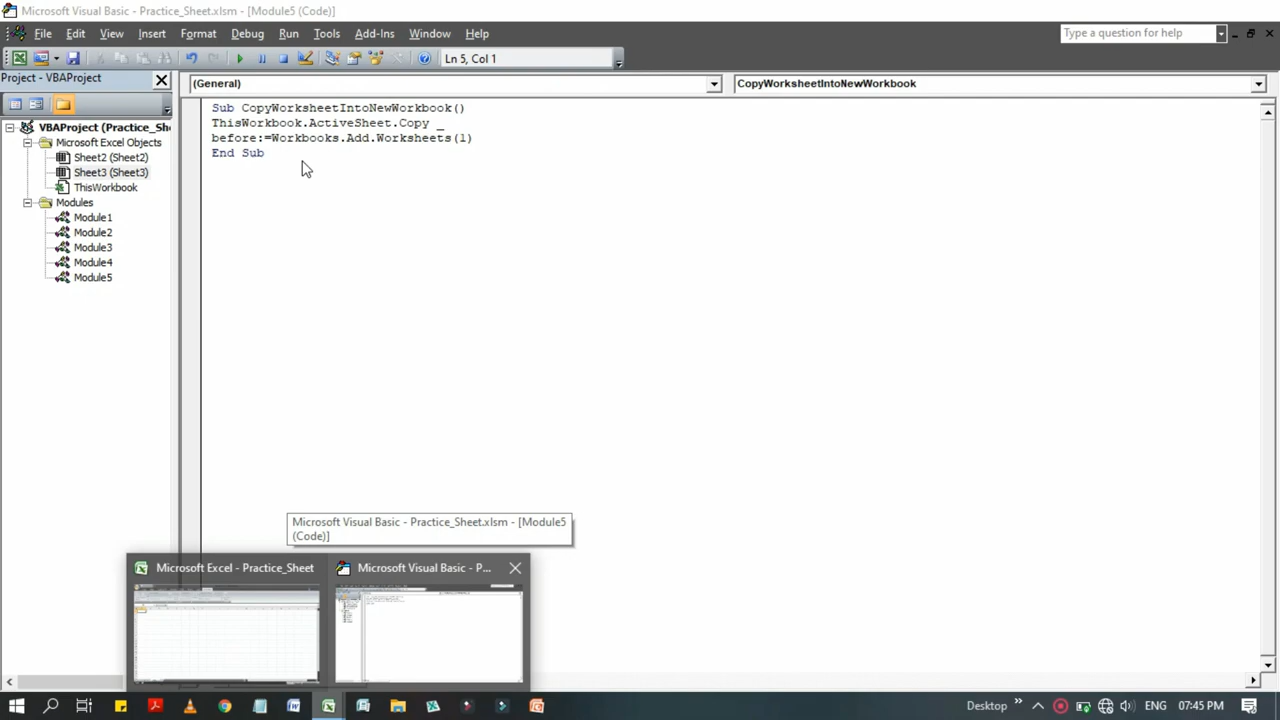 Microsoft Visual Basic - Practice_Sheet.xlsm - [Module5 (Code)]
File Edit View Insert Format Debug Run Tools Add-Ins Window Help
Type a question for help
Ln 5, Col 1
Project - VBAProject
(General)
CopyWorksheetIntoNewWorkbook
VBAProject (Practice_Sh
Microsoft Excel Objects
Sheet2 (Sheet2)
Sheet3 (Sheet3)
ThisWorkbook
Modules
Module1
Module2
Module3
Module4
Module5
Sub CopyWorksheetIntoNewWorkbook()
ThisWorkbook.ActiveSheet.Copy _
before:=Workbooks.Add.Worksheets(1)
End Sub
Microsoft Visual Basic - Practice_Sheet.xlsm - [Module5
(Code)]
Microsoft Excel - Practice_Sheet
Microsoft Visual Basic - P...
Desktop
ENG
07:45 PM